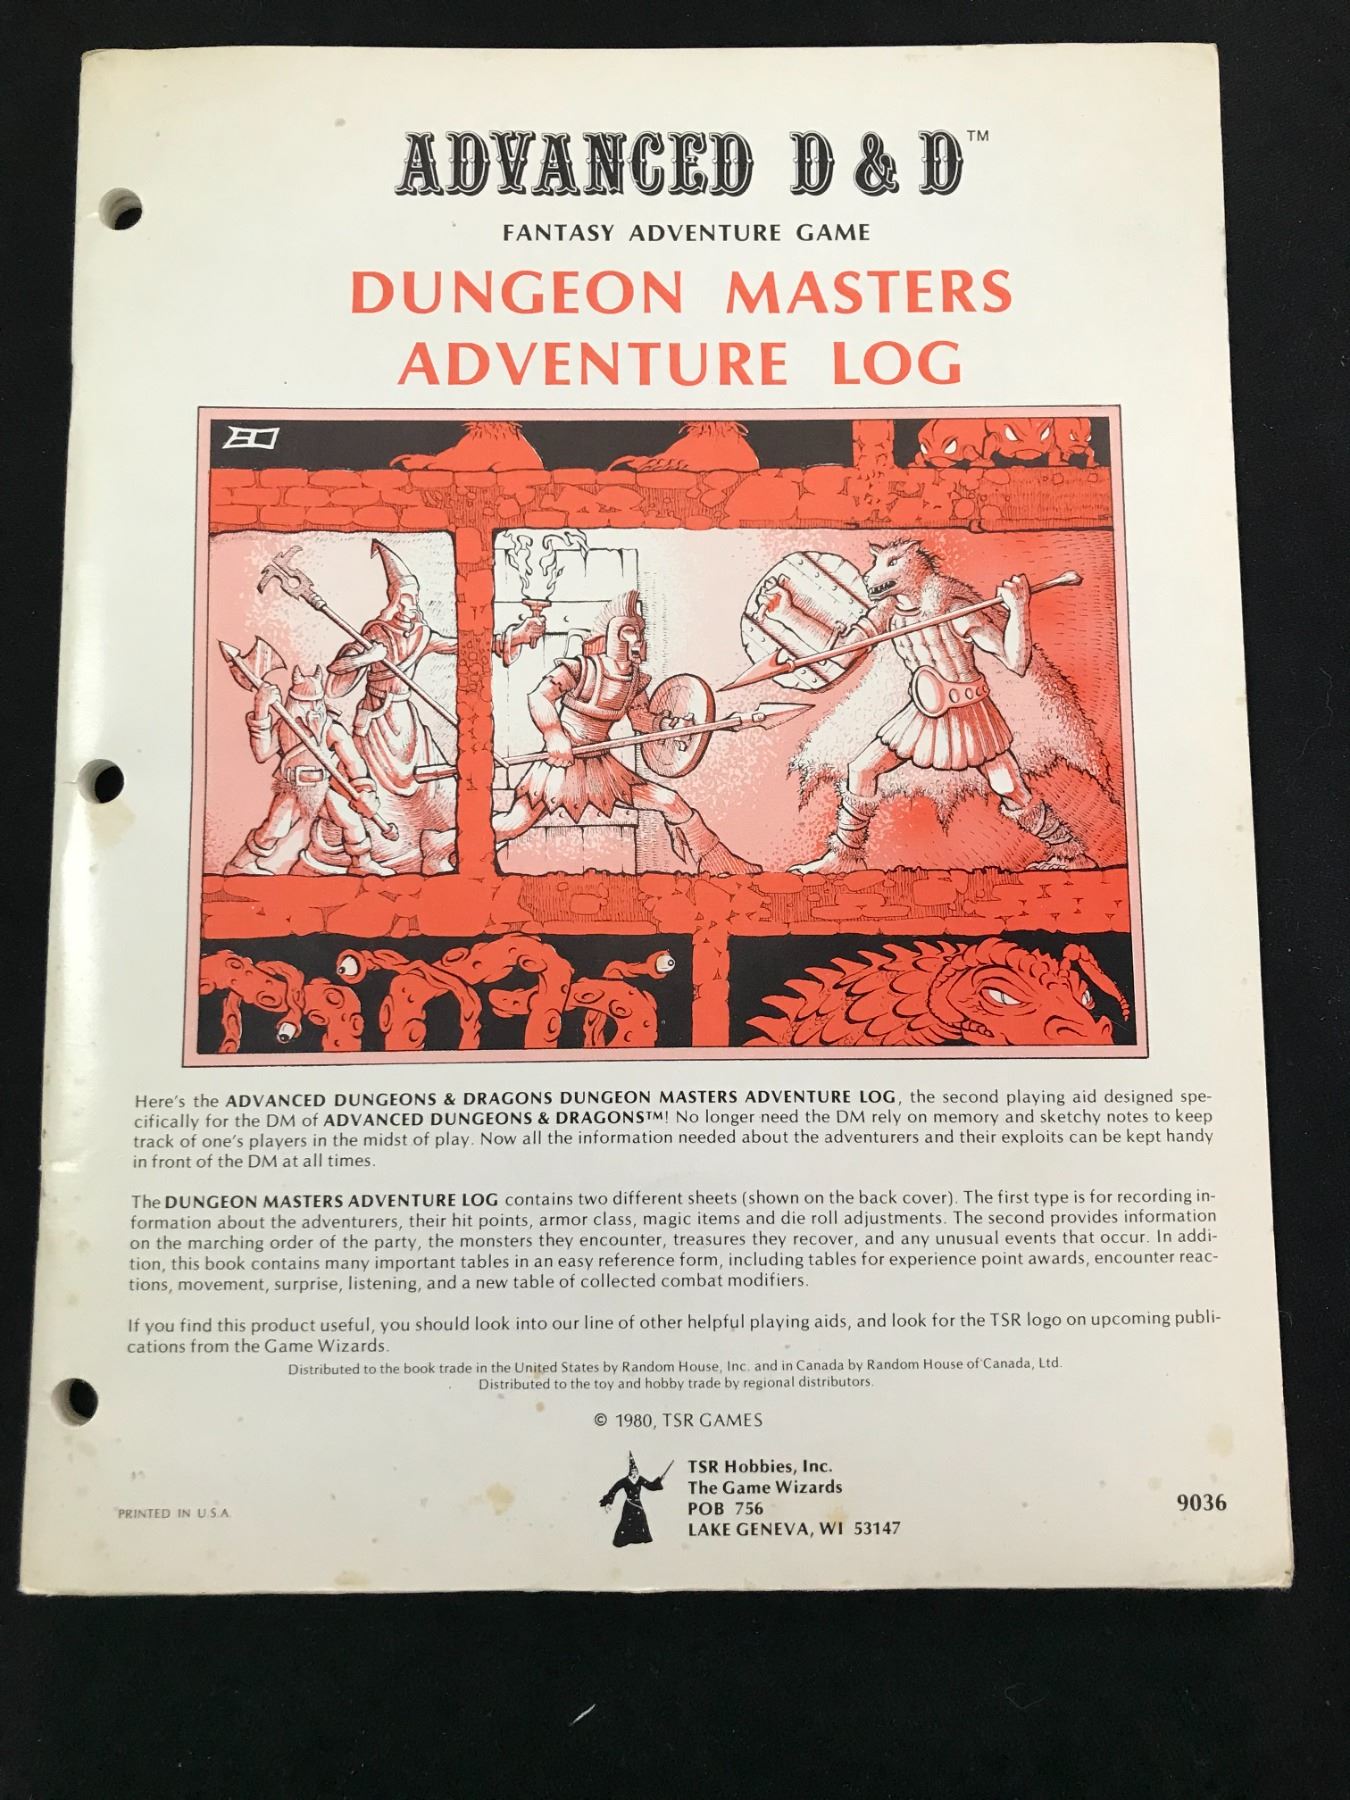 ADVANCED D & D™
FANTASY ADVENTURE GAME
DUNGEON MASTERS
ADVENTURE LOG
Here's the ADVANCED DUNGEONS & DRAGONS DUNGEON MASTERS ADVENTURE LOG, the second playing aid designed spe-
cifically for the DM of ADVANCED DUNGEONS & DRAGONS™! No longer need the DM rely on memory and sketchy notes to keep
track of one's players in the midst of play. Now all the information needed about the adventurers and their exploits can be kept handy
in front of the DM at all times.
The DUNGEON MASTERS ADVENTURE LOG contains two different sheets (shown on the back cover). The first type is for recording in-
formation about the adventurers, their hit points, armor class, magic items and die roll adjustments. The second provides information
on the marching order of the party, the monsters they encounter, treasures they recover, and any unusual events that occur. In addi-
tion, this book contains many important tables in an easy reference form, including tables for experience point awards, encounter reac-
tions, movement, surprise, listening, and a new table of collected combat modifiers.
If you find this product useful, you should look into our line of other helpful playing aids, and look for the TSR logo on upcoming publi-
cations from the Game Wizards.
Distributed to the book trade in the United States by Random House, Inc. and in Canada by Random House of Canada, Ltd.
Distributed to the toy and hobby trade by regional distributors.
© 1980, TSR GAMES
TSR Hobbies, Inc.
The Game Wizards
POB 756
LAKE GENEVA, WI 53147
PRINTED IN U.S.A.
9036